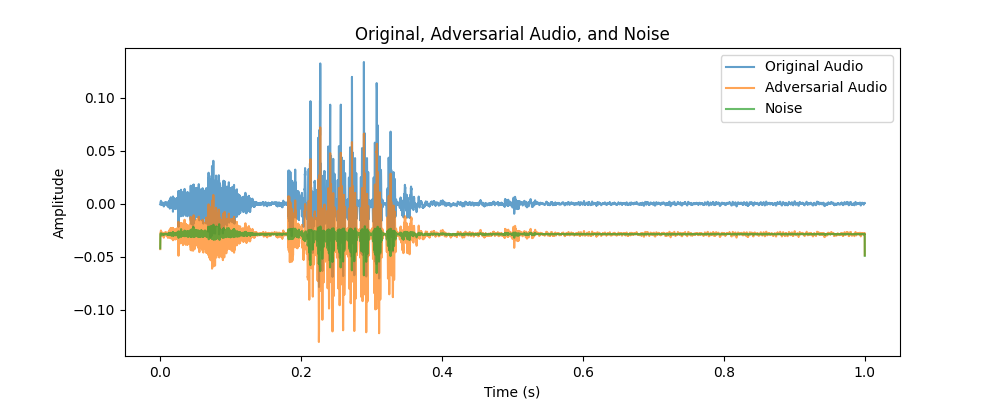 Original, Adversarial Audio, and Noise
Original Audio
Adversarial Audio
Noise
Amplitude
0.10
0.05
0.00
−0.05
−0.10
0.0
0.2
0.4
0.6
0.8
1.0
Time (s)